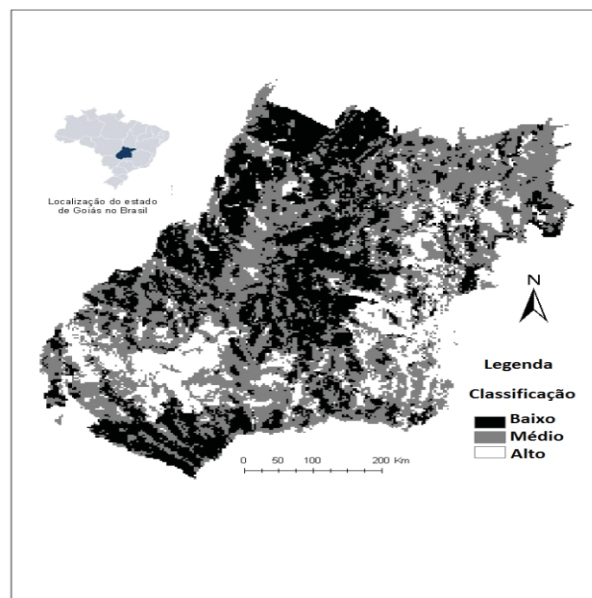 Localização do estado
de Goiás no Brasil
N
Legenda
Classificação
Baixo
Médio
Alto
0 50 100 200 Km